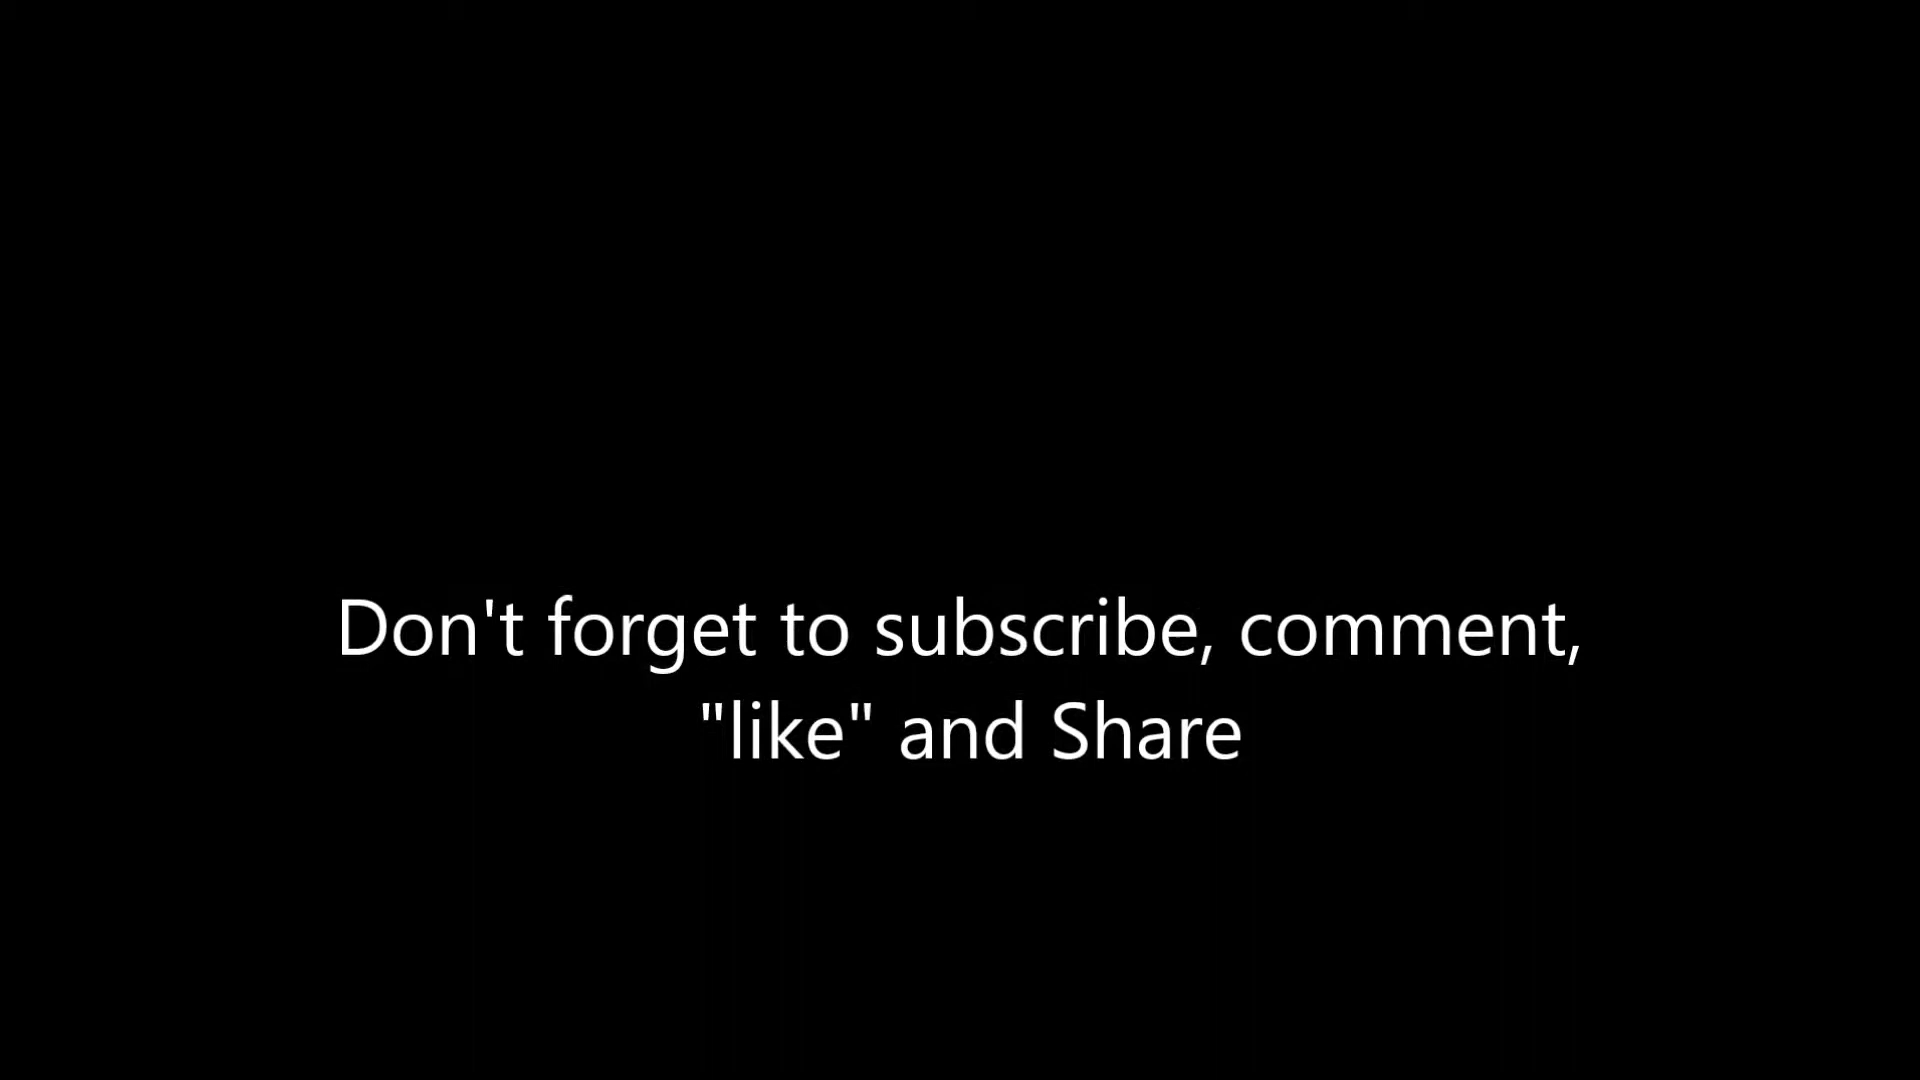 Don't forget to subscribe, comment,
"like" and Share